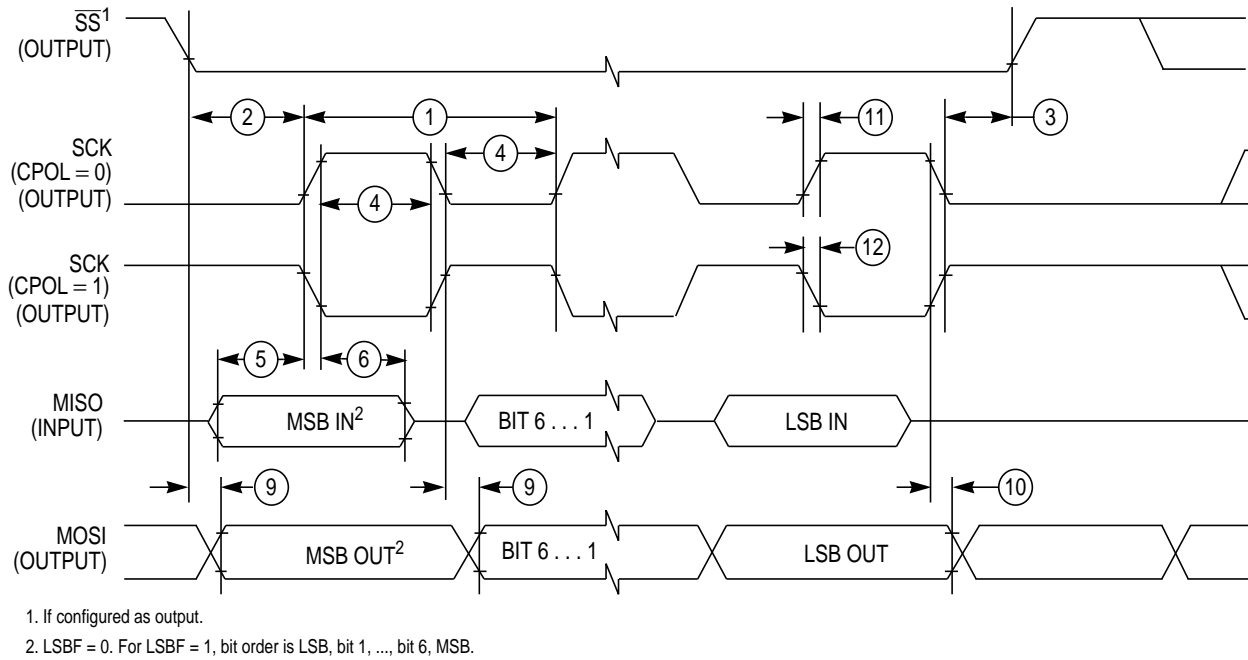 SS¹
(OUTPUT)
2
1
11
3
SCK
(CPOL = 0)
(OUTPUT)
4
4
SCK
(CPOL = 1)
(OUTPUT)
12
5
6
MISO
(INPUT)
MSB IN²
BIT 6 . . . 1
LSB IN
9
9
10
MOSI
(OUTPUT)
MSB OUT²
BIT 6 . . . 1
LSB OUT
1. If configured as output.
2. LSBF = 0. For LSBF = 1, bit order is LSB, bit 1, ..., bit 6, MSB.